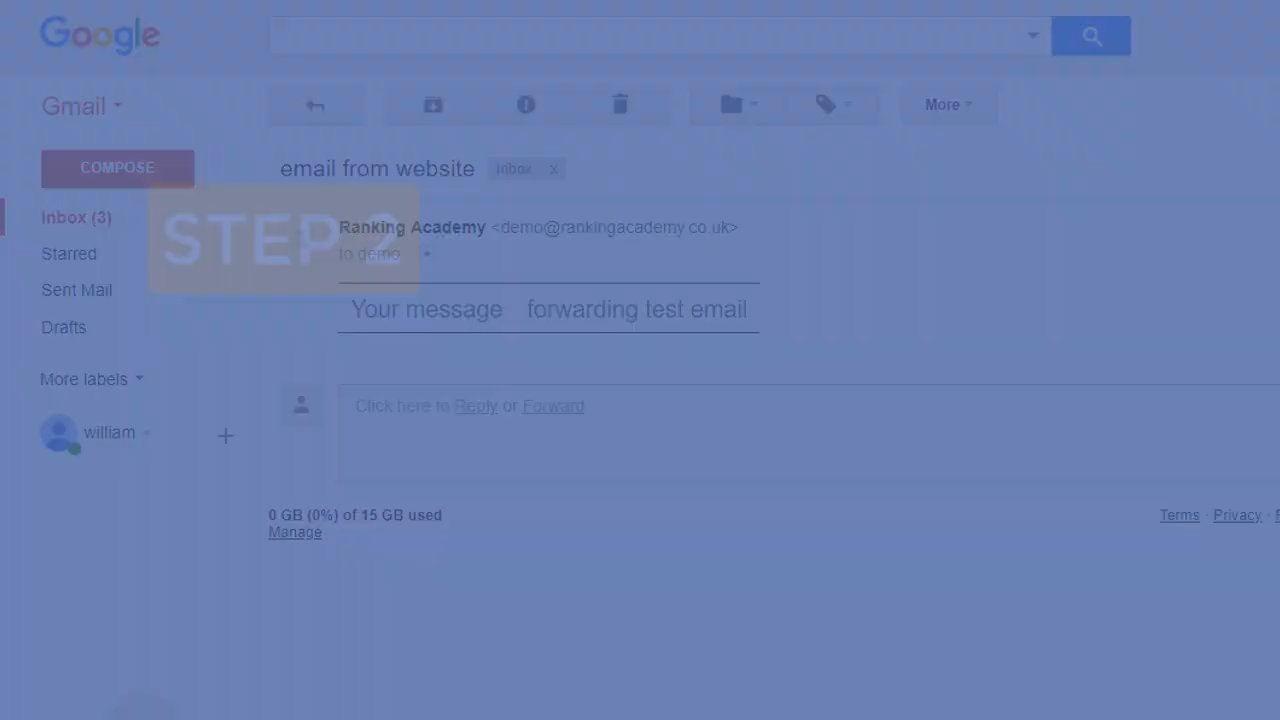 Google
Gmail
More
COMPOSE
email from website Inbox x
Inbox (3)
STEP 2
Ranking Academy <demo@rankingacademy.co.uk>
Starred
to demo
Sent Mail
Your message forwarding test email
Drafts
More labels
Click here to Reply or Forward
william
+
0 GB (0%) of 15 GB used
Manage
Terms · Privacy ·